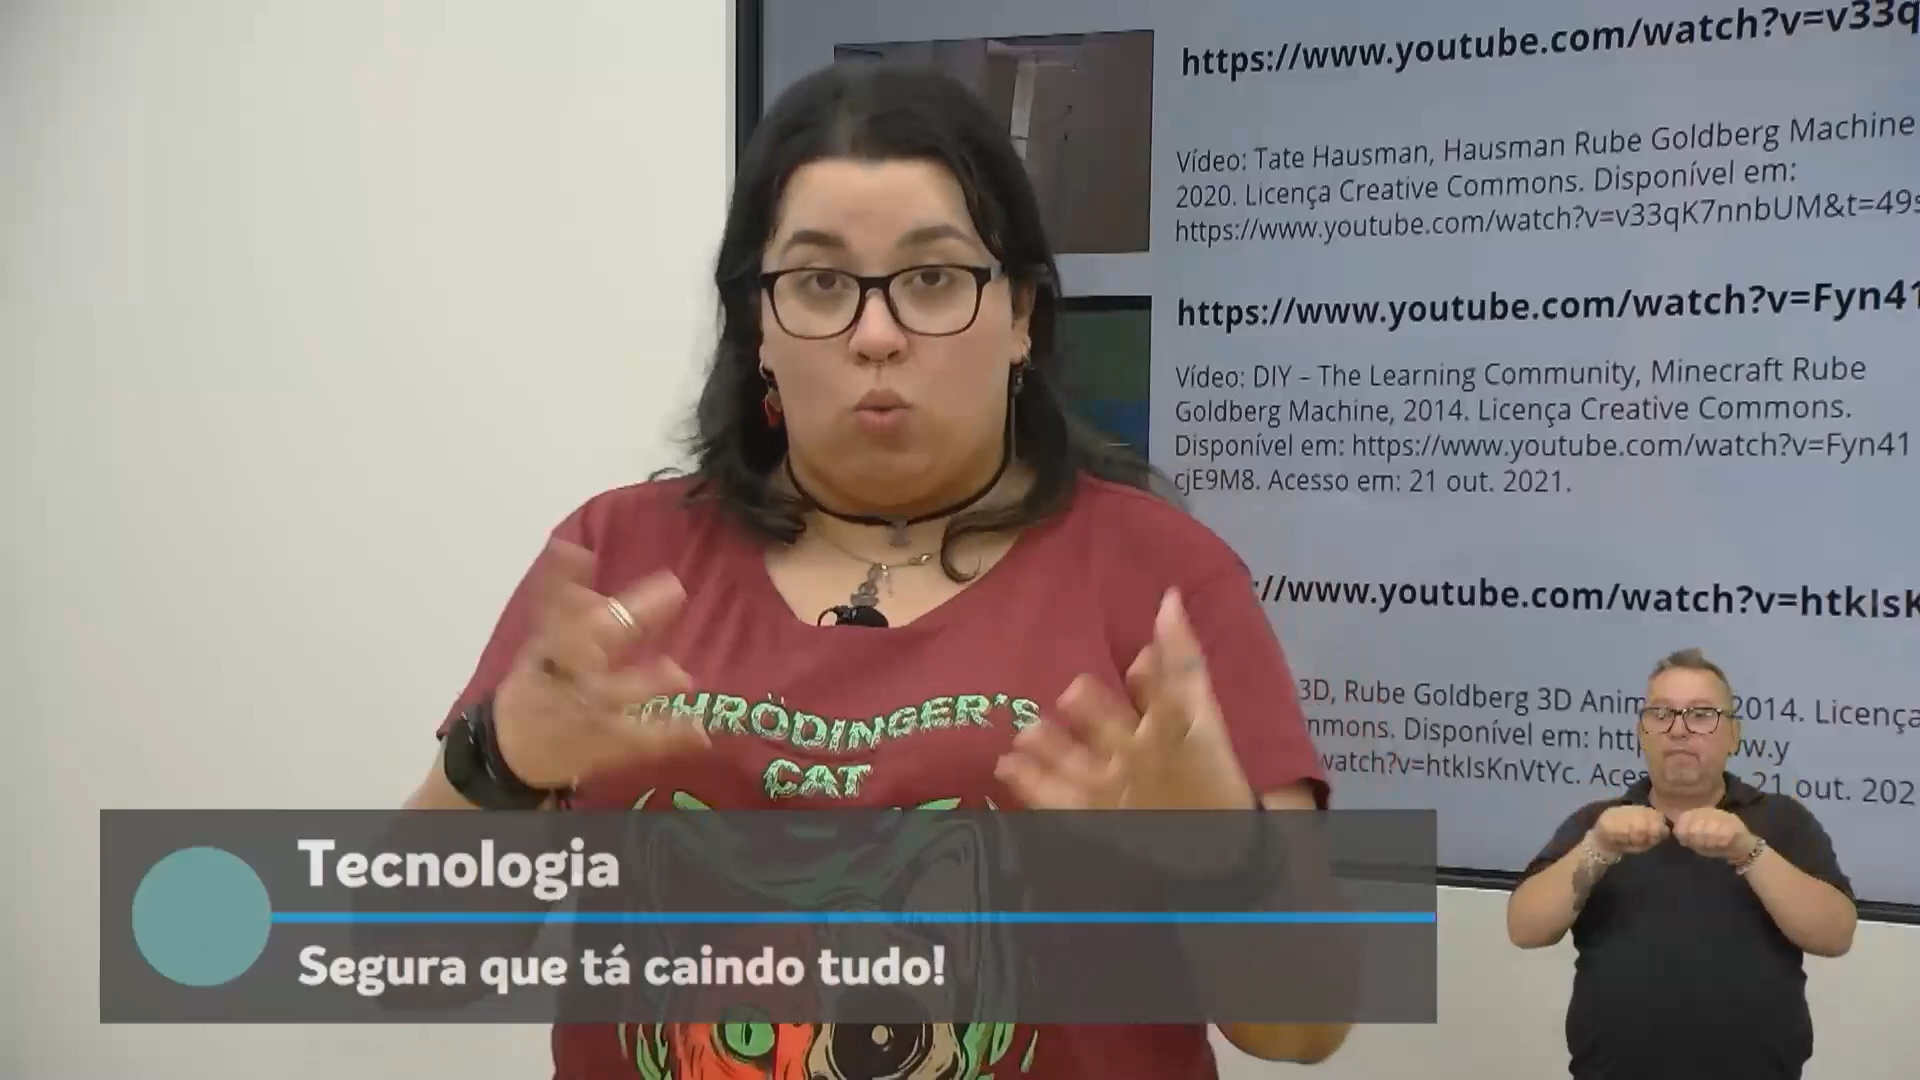 https://www.youtube.com/watch?v=v33q
Vídeo: Tate Hausman, Hausman Rube Goldberg Machine
2020. Licença Creative Commons. Disponível em:
https://www.youtube.com/watch?v=v33qK7nnbUM&t=49s
https://www.youtube.com/watch?v=Fyn41
Vídeo: DIY – The Learning Community, Minecraft Rube
Goldberg Machine, 2014. Licença Creative Commons.
Disponível em: https://www.youtube.com/watch?v=Fyn41
cjE9M8. Acesso em: 21 out. 2021.
://www.youtube.com/watch?v=htkIsK
3D, Rube Goldberg 3D Anim 2014. Licença
mmons. Disponível em: http w.y
watch?v=htkIsKnVtYc. Aces 21 out. 202
SCHRÖDINGER'S
CAT
Tecnologia
Segura que tá caindo tudo!